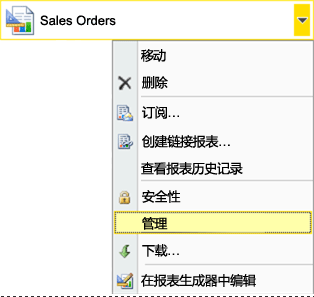 Sales Orders
移动
删除
订阅...
创建链接报表...
查看报表历史记录
安全性
管理
下载...
在报表生成器中编辑